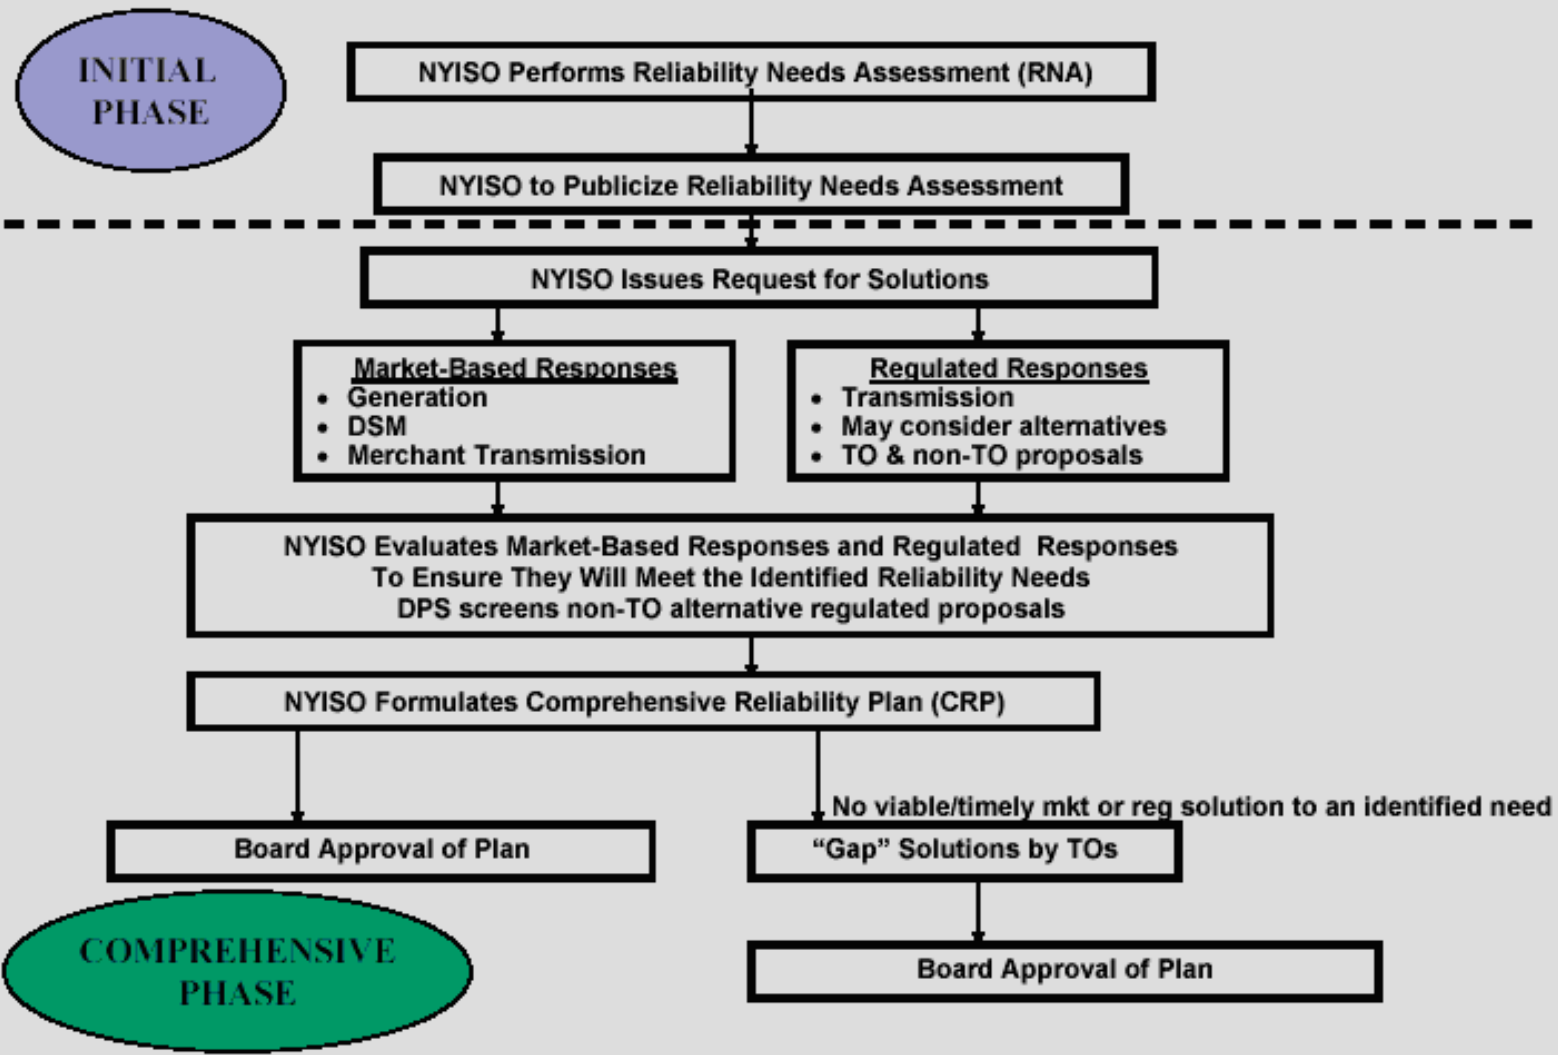 INITIAL
PHASE
NYISO Performs Reliability Needs Assessment (RNA)
NYISO to Publicize Reliability Needs Assessment
NYISO Issues Request for Solutions
Market-Based Responses
• Generation
• DSM
• Merchant Transmission
Regulated Responses
• Transmission
• May consider alternatives
• TO & non-TO proposals
NYISO Evaluates Market-Based Responses and Regulated Responses
To Ensure They Will Meet the Identified Reliability Needs
DPS screens non-TO alternative regulated proposals
NYISO Formulates Comprehensive Reliability Plan (CRP)
No viable/timely mkt or reg solution to an identified need
Board Approval of Plan
“Gap” Solutions by TOs
COMPREHENSIVE
PHASE
Board Approval of Plan